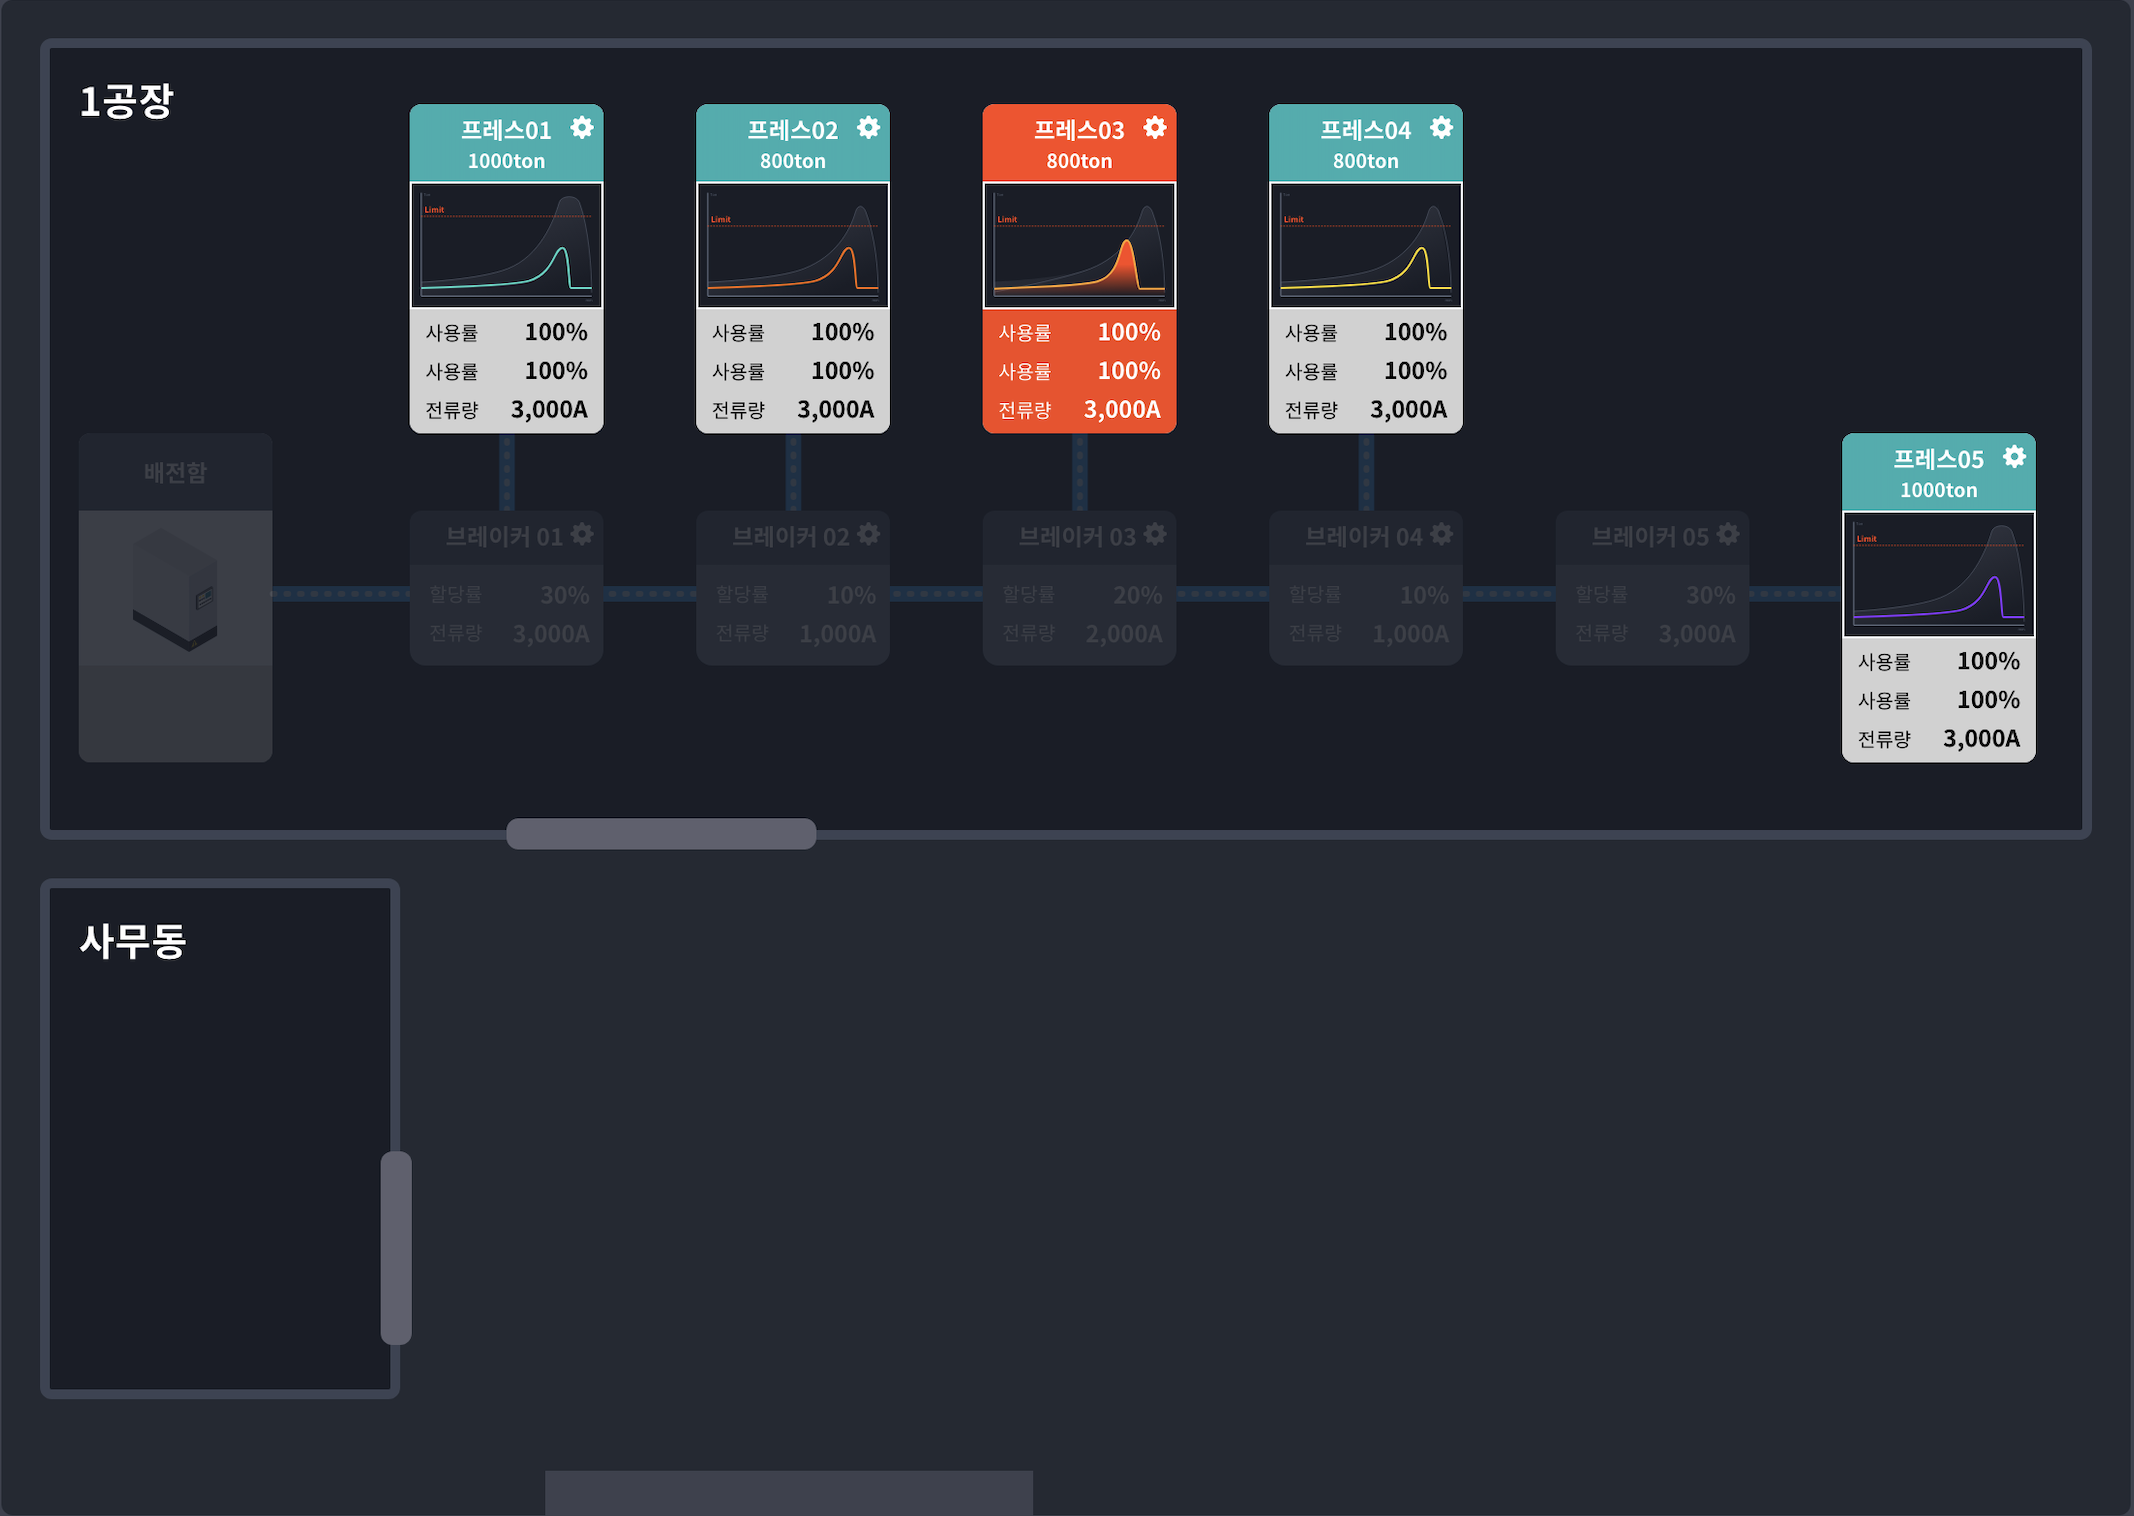 1공장
프레스01
1000ton
Limit
사용률 100%
사용률 100%
전류량 3,000A
프레스02
800ton
Limit
사용률 100%
사용률 100%
전류량 3,000A
프레스03
800ton
Limit
사용률 100%
사용률 100%
전류량 3,000A
프레스04
800ton
Limit
사용률 100%
사용률 100%
전류량 3,000A
배전함
브레이커 01
할당률 30%
전류량 3,000A
브레이커 02
할당률 10%
전류량 1,000A
브레이커 03
할당률 20%
전류량 2,000A
브레이커 04
할당률 10%
전류량 1,000A
브레이커 05
할당률 30%
전류량 3,000A
프레스05
1000ton
Limit
사용률 100%
사용률 100%
전류량 3,000A
사무동